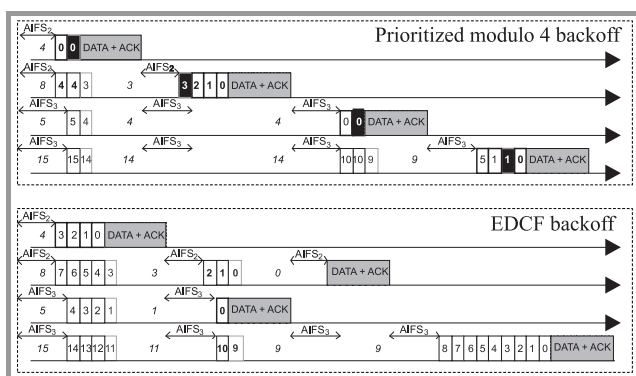 Prioritized modulo 4 backoff
AIFS2
4 0 0 DATA + ACK
AIFS2 AIFS2
8 4 4 3 3 3 2 1 0 DATA + ACK
AIFS3 AIFS3 AIFS3
5 5 4 4 4 0 0 DATA + ACK
AIFS3 AIFS3 AIFS3 AIFS3
15 15 14 14 14 10 10 9 9 5 1 1 0 DATA + ACK
EDCF backoff
AIFS2
4 3 2 1 0 DATA + ACK
AIFS2 AIFS2 AIFS2
8 7 6 5 4 3 3 2 1 0 0 DATA + ACK
AIFS3 AIFS3
5 4 3 2 1 1 0 DATA + ACK
AIFS3 AIFS3 AIFS3 AIFS3
15 14 13 12 11 11 10 9 9 9 8 7 6 5 4 3 2 1 0 DATA + ACK